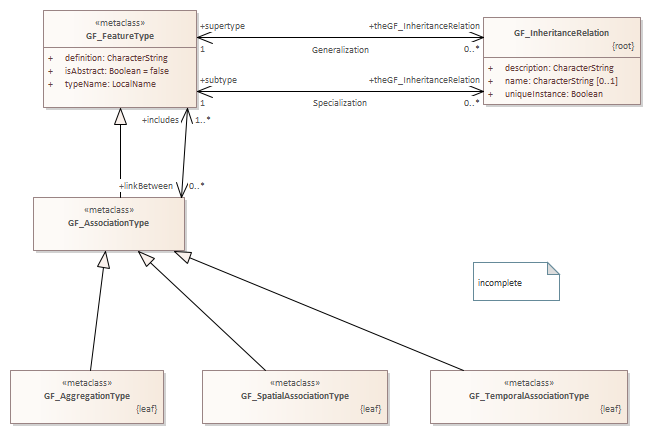 «metaclass»
GF_FeatureType
+ definition: CharacterString
+ isAbstract: Boolean = false
+ typeName: LocalName
+supertype
+theGF_InheritanceRelation
1
Generalization
0..*
+subtype
+theGF_InheritanceRelation
1
Specialization
0..*
GF_InheritanceRelation
{root}
+ description: CharacterString
+ name: CharacterString [0..1]
+ uniqueInstance: Boolean
+includes
1..*
+linkBetween
0..*
«metaclass»
GF_AssociationType
incomplete
«metaclass»
GF_AggregationType
{leaf}
«metaclass»
GF_SpatialAssociationType
{leaf}
«metaclass»
GF_TemporalAssociationType
{leaf}